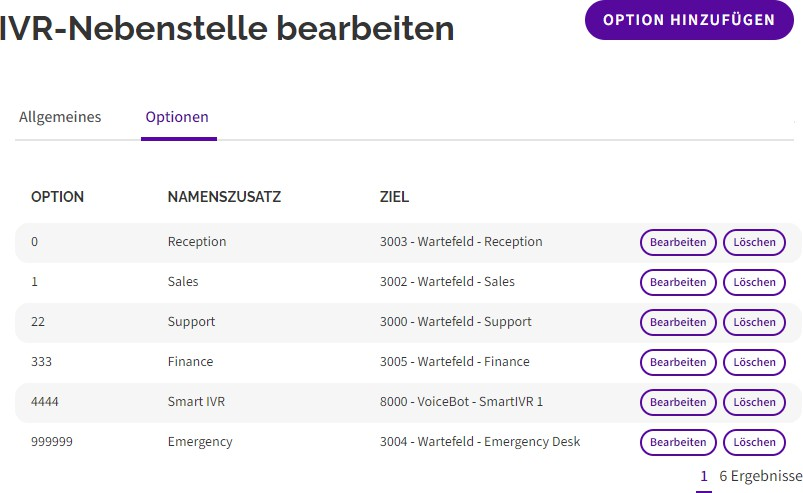 IVR-Nebenstelle bearbeiten
OPTION HINZUFÜGEN
Allgemeines Optionen
OPTION NAMENSZUSATZ ZIEL
0 Reception 3003 - Wartefeld - Reception Bearbeiten Löschen
1 Sales 3002 - Wartefeld - Sales Bearbeiten Löschen
22 Support 3000 - Wartefeld - Support Bearbeiten Löschen
333 Finance 3005 - Wartefeld - Finance Bearbeiten Löschen
4444 Smart IVR 8000 - VoiceBot - SmartIVR 1 Bearbeiten Löschen
999999 Emergency 3004 - Wartefeld - Emergency Desk Bearbeiten Löschen
1 6 Ergebnisse